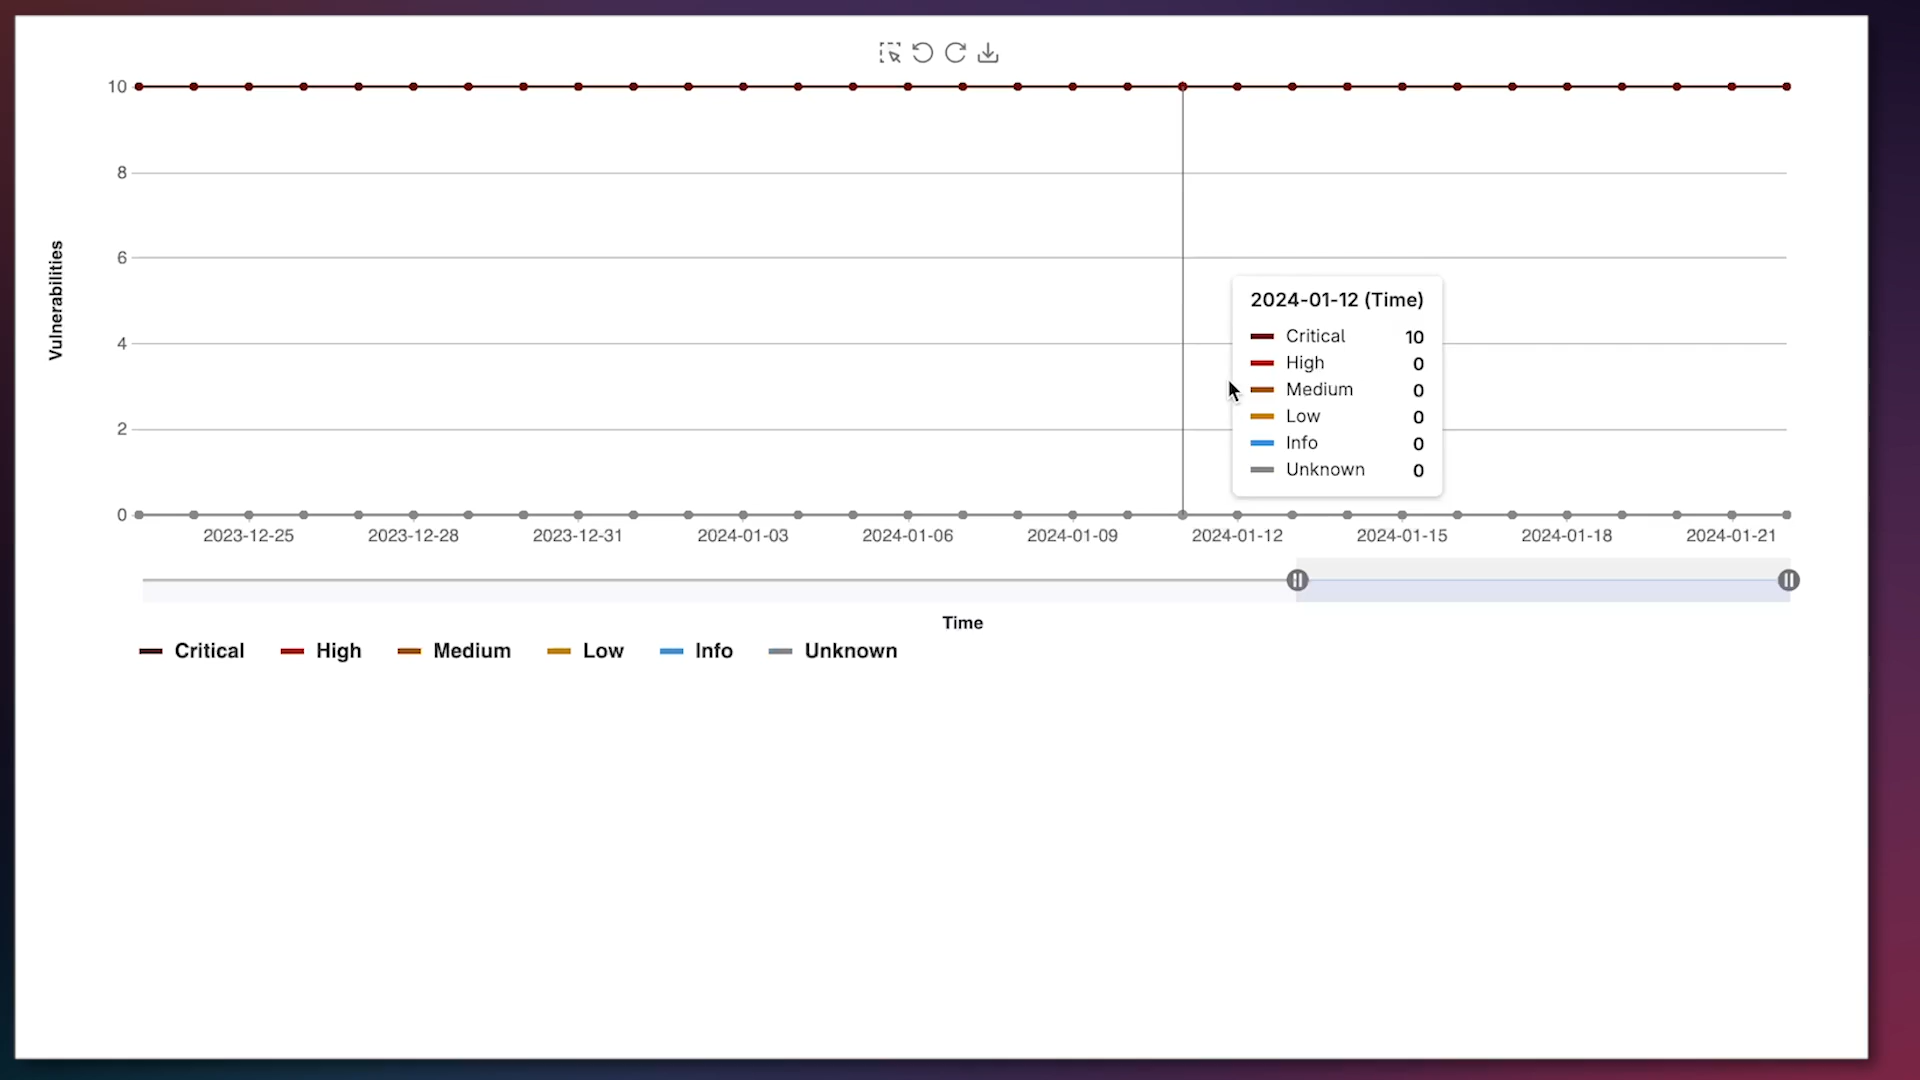 10
8
6
4
2
0
Vulnerabilities
2024-01-12 (Time)
Critical 10
High 0
Medium 0
Low 0
Info 0
Unknown 0
2023-12-25 2023-12-28 2023-12-31 2024-01-03 2024-01-06 2024-01-09 2024-01-12 2024-01-15 2024-01-18 2024-01-21
Time
Critical High Medium Low Info Unknown